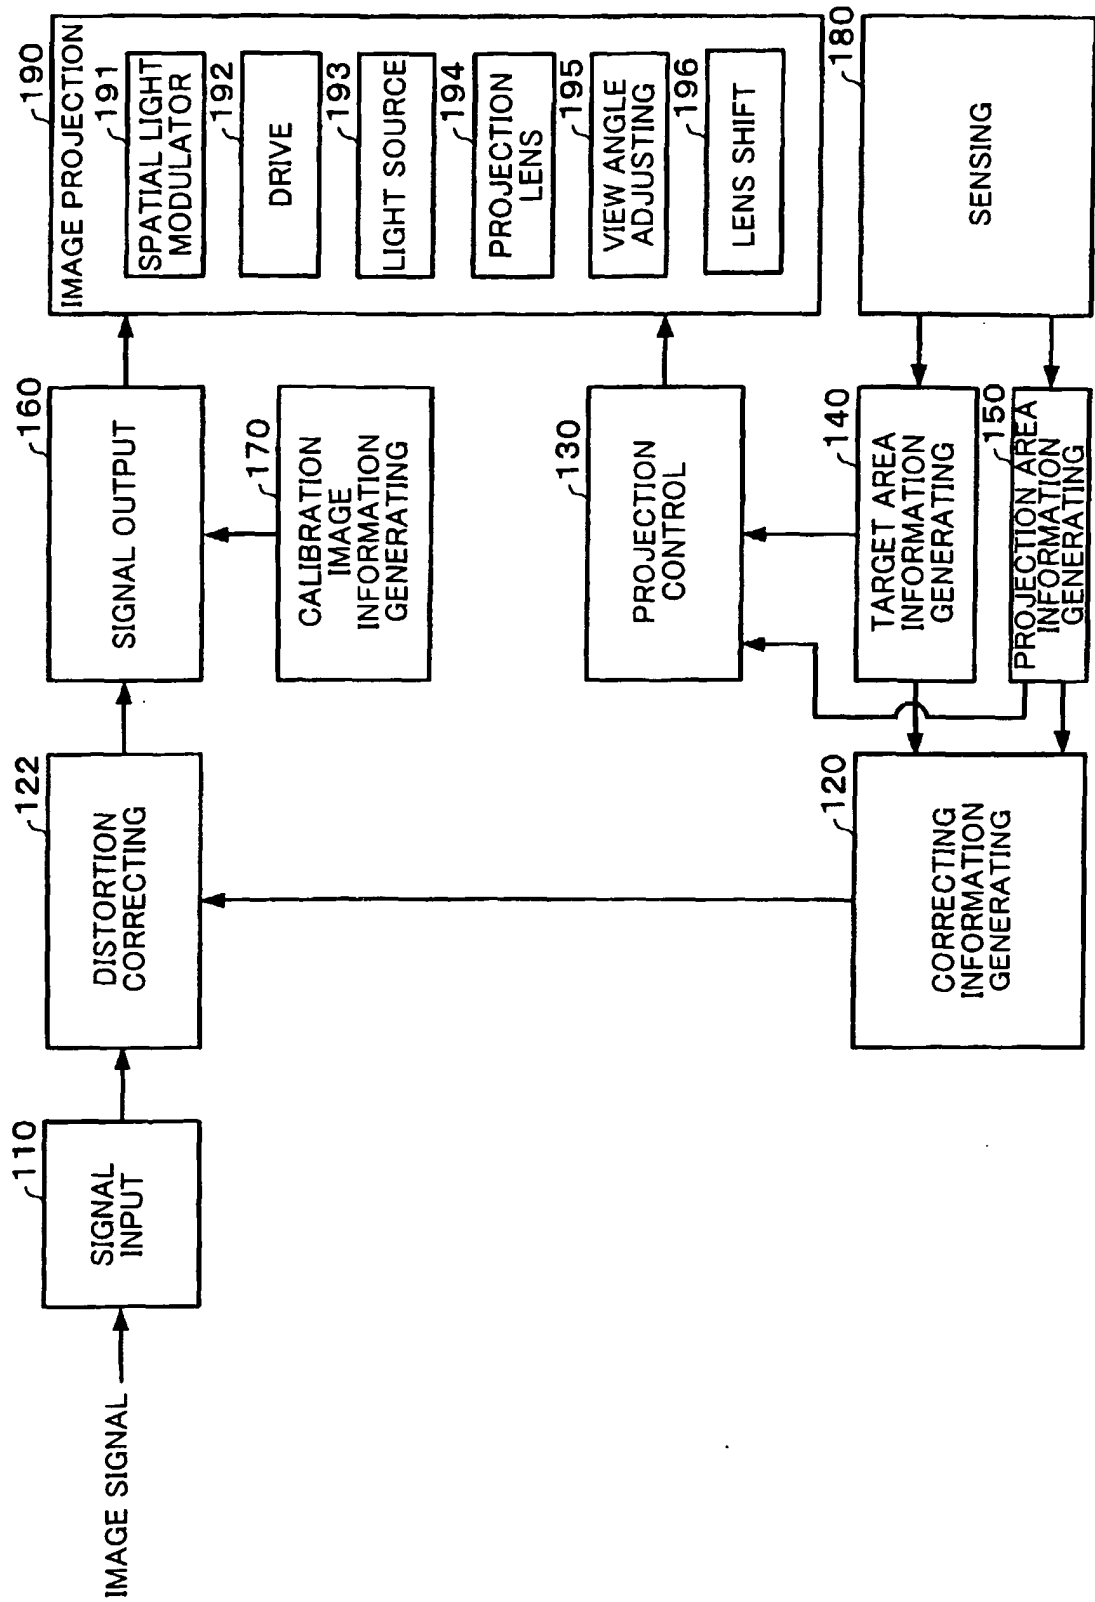 IMAGE SIGNAL
110
SIGNAL
INPUT
122
DISTORTION
CORRECTING
160
SIGNAL OUTPUT
170
CALIBRATION
IMAGE
INFORMATION
GENERATING
130
PROJECTION
CONTROL
120
CORRECTING
INFORMATION
GENERATING
140
TARGET AREA
INFORMATION
GENERATING
150
PROJECTION AREA
INFORMATION
GENERATING
190
IMAGE PROJECTION
191
SPATIAL LIGHT
MODULATOR
192
DRIVE
193
LIGHT SOURCE
194
PROJECTION
LENS
195
VIEW ANGLE
ADJUSTING
196
LENS SHIFT
180
SENSING